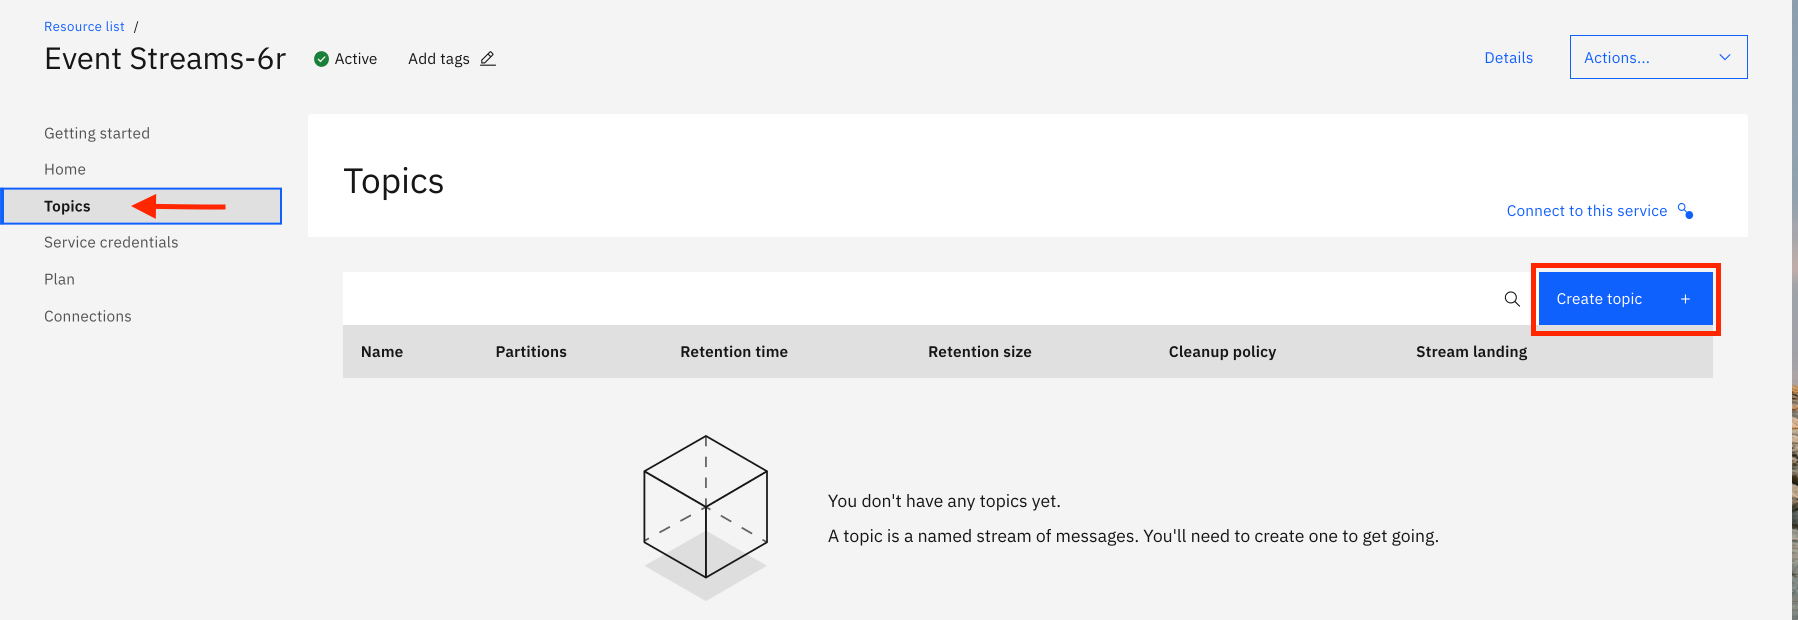 Resource list /
Event Streams-6r
Active
Add tags
Details
Actions...
Getting started
Home
Topics
Service credentials
Plan
Connections
Topics
Connect to this service
Create topic +
Name Partitions Retention time Retention size Cleanup policy Stream landing
You don't have any topics yet.
A topic is a named stream of messages. You'll need to create one to get going.